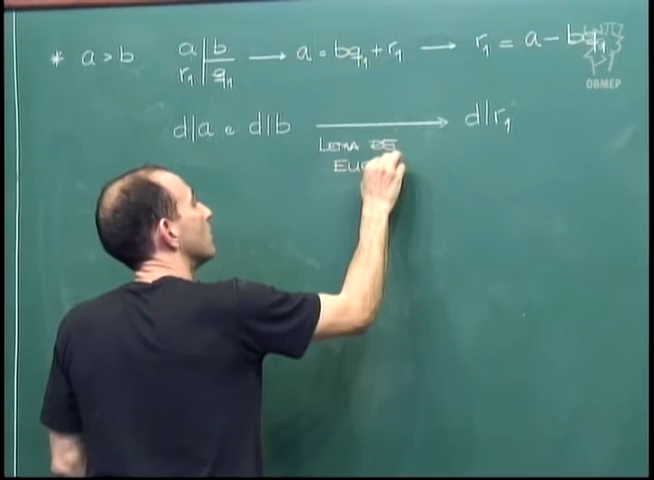 * a > b a | b r₁ | q₁ → a = bq₁ + r₁ → r₁ = a − bq₁
OBMEP
d|a e d|b → d|r₁
LEMA DE